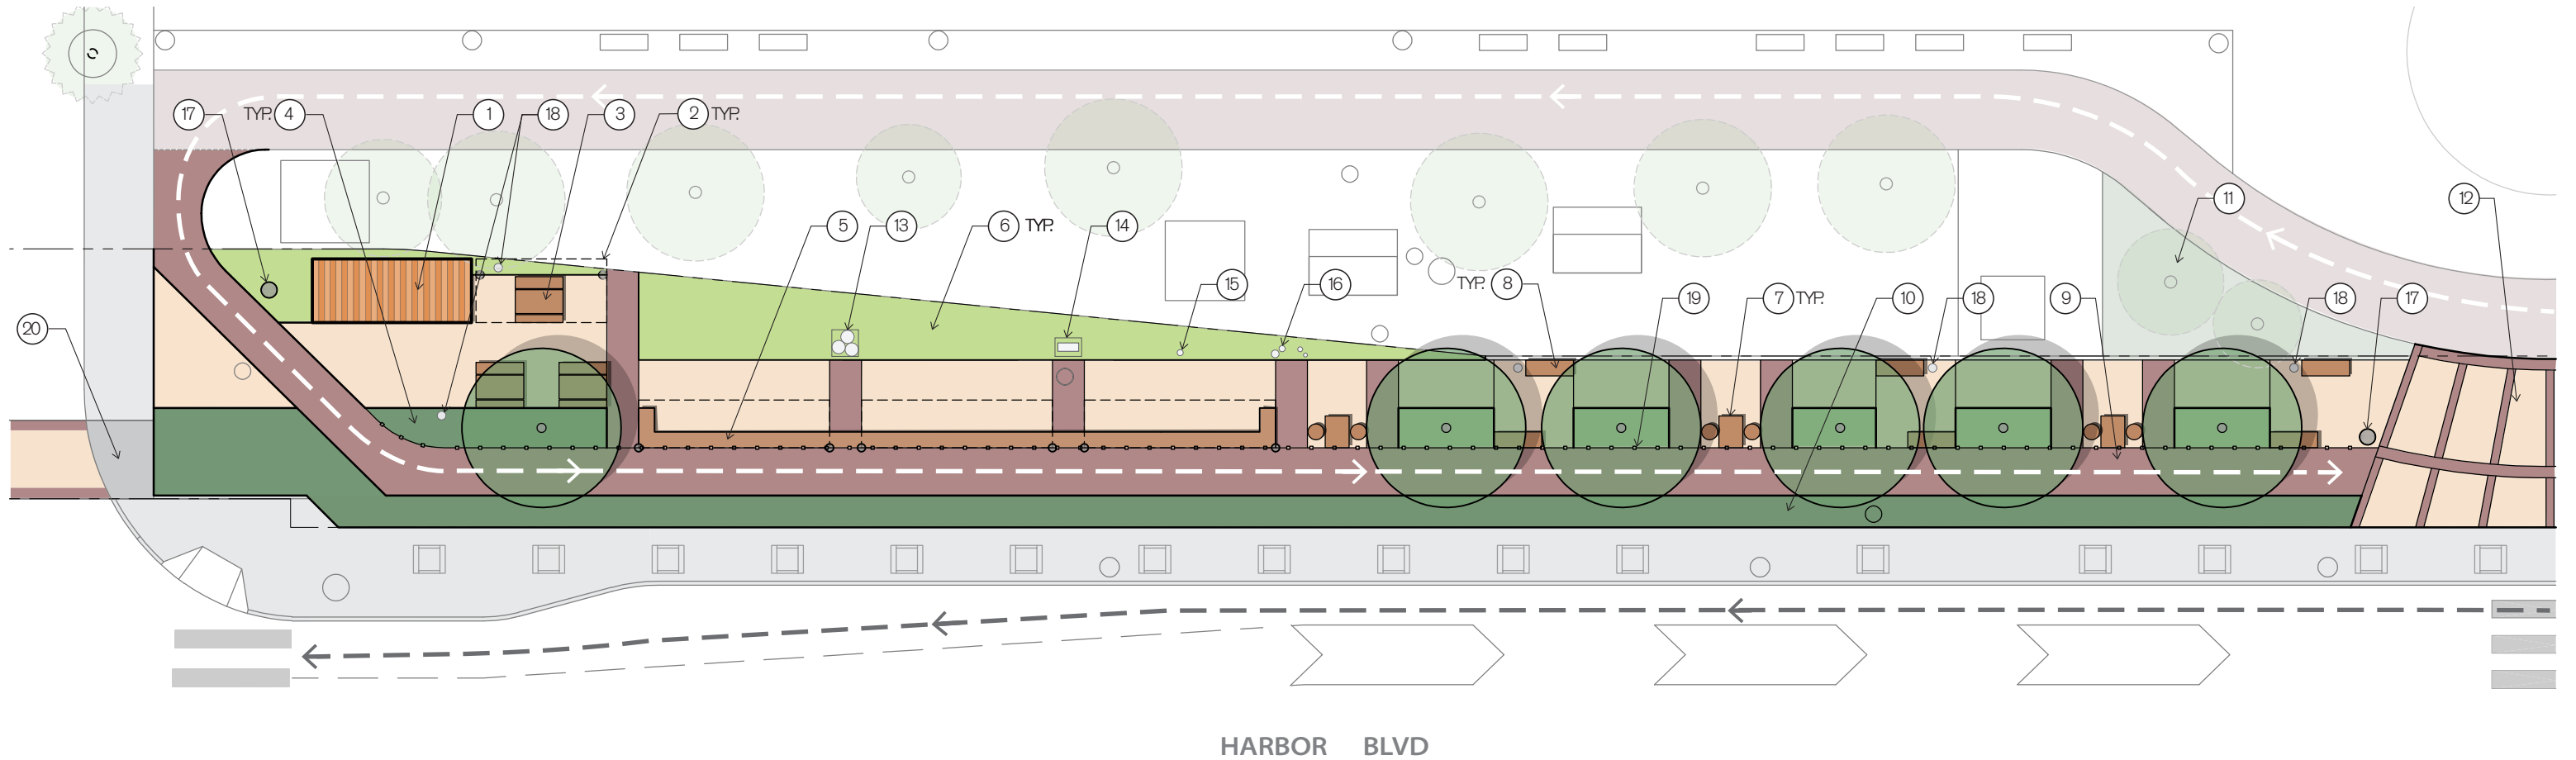 17 TYP. 4 1 18 3 2 TYP.
11 12
5 13 6 TYP. 14
15 16 TYP. 8 19 7 TYP. 10 18 9 18 17
20
HARBOR BLVD